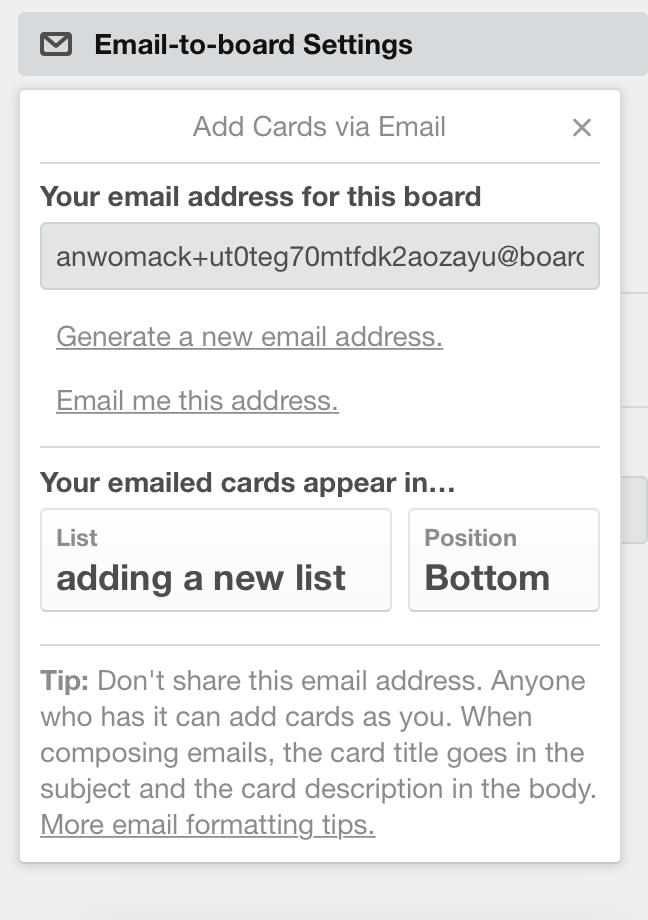 Email-to-board Settings
Add Cards via Email
Your email address for this board
anwomack+ut0teg70mtfdk2aozayu@boarc
Generate a new email address.
Email me this address.
Your emailed cards appear in…
List
adding a new list
Position
Bottom
Tip: Don't share this email address. Anyone
who has it can add cards as you. When
composing emails, the card title goes in the
subject and the card description in the body.
More email formatting tips.